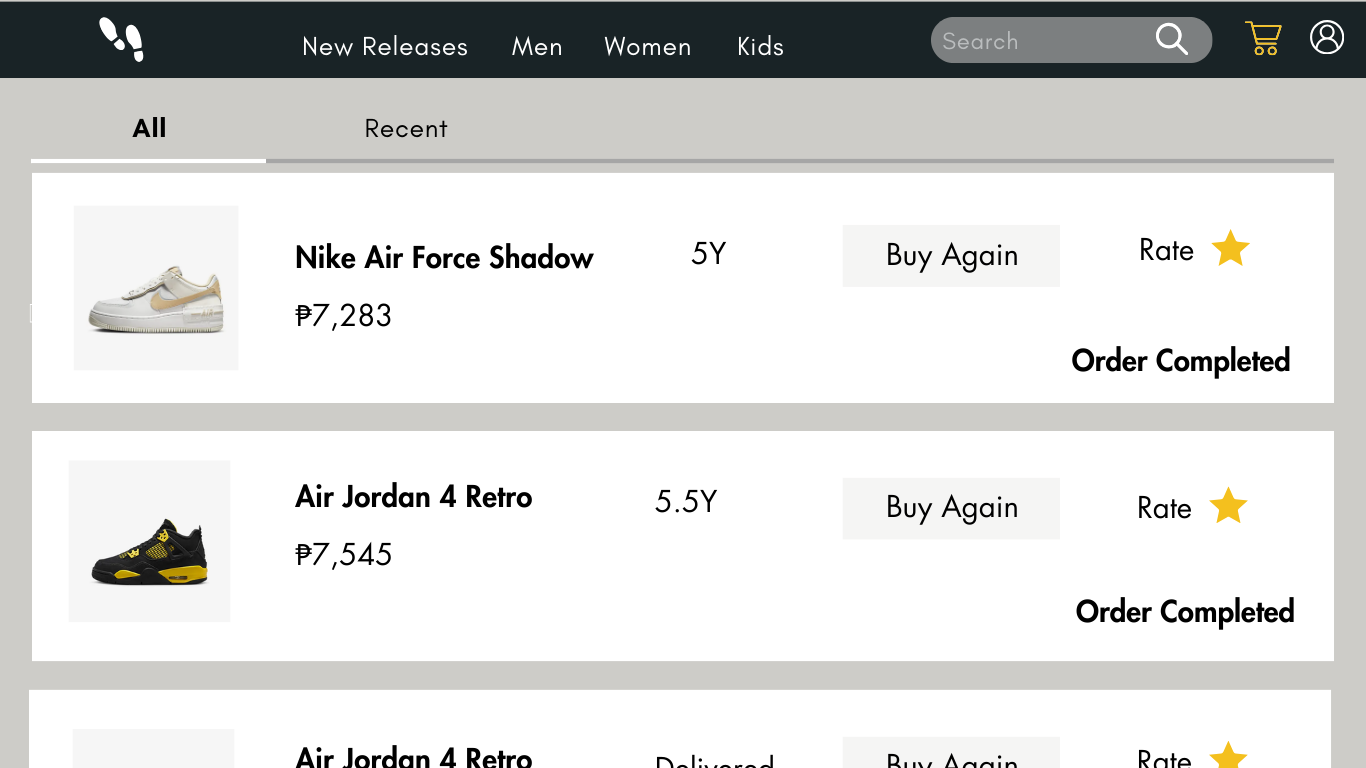 New Releases Men Women Kids Search
All Recent
Nike Air Force Shadow 5Y Buy Again Rate
₱7,283
Order Completed
Air Jordan 4 Retro 5.5Y Buy Again Rate
₱7,545
Order Completed
Air Jordan 4 Retro Delivered Buy Again Rate